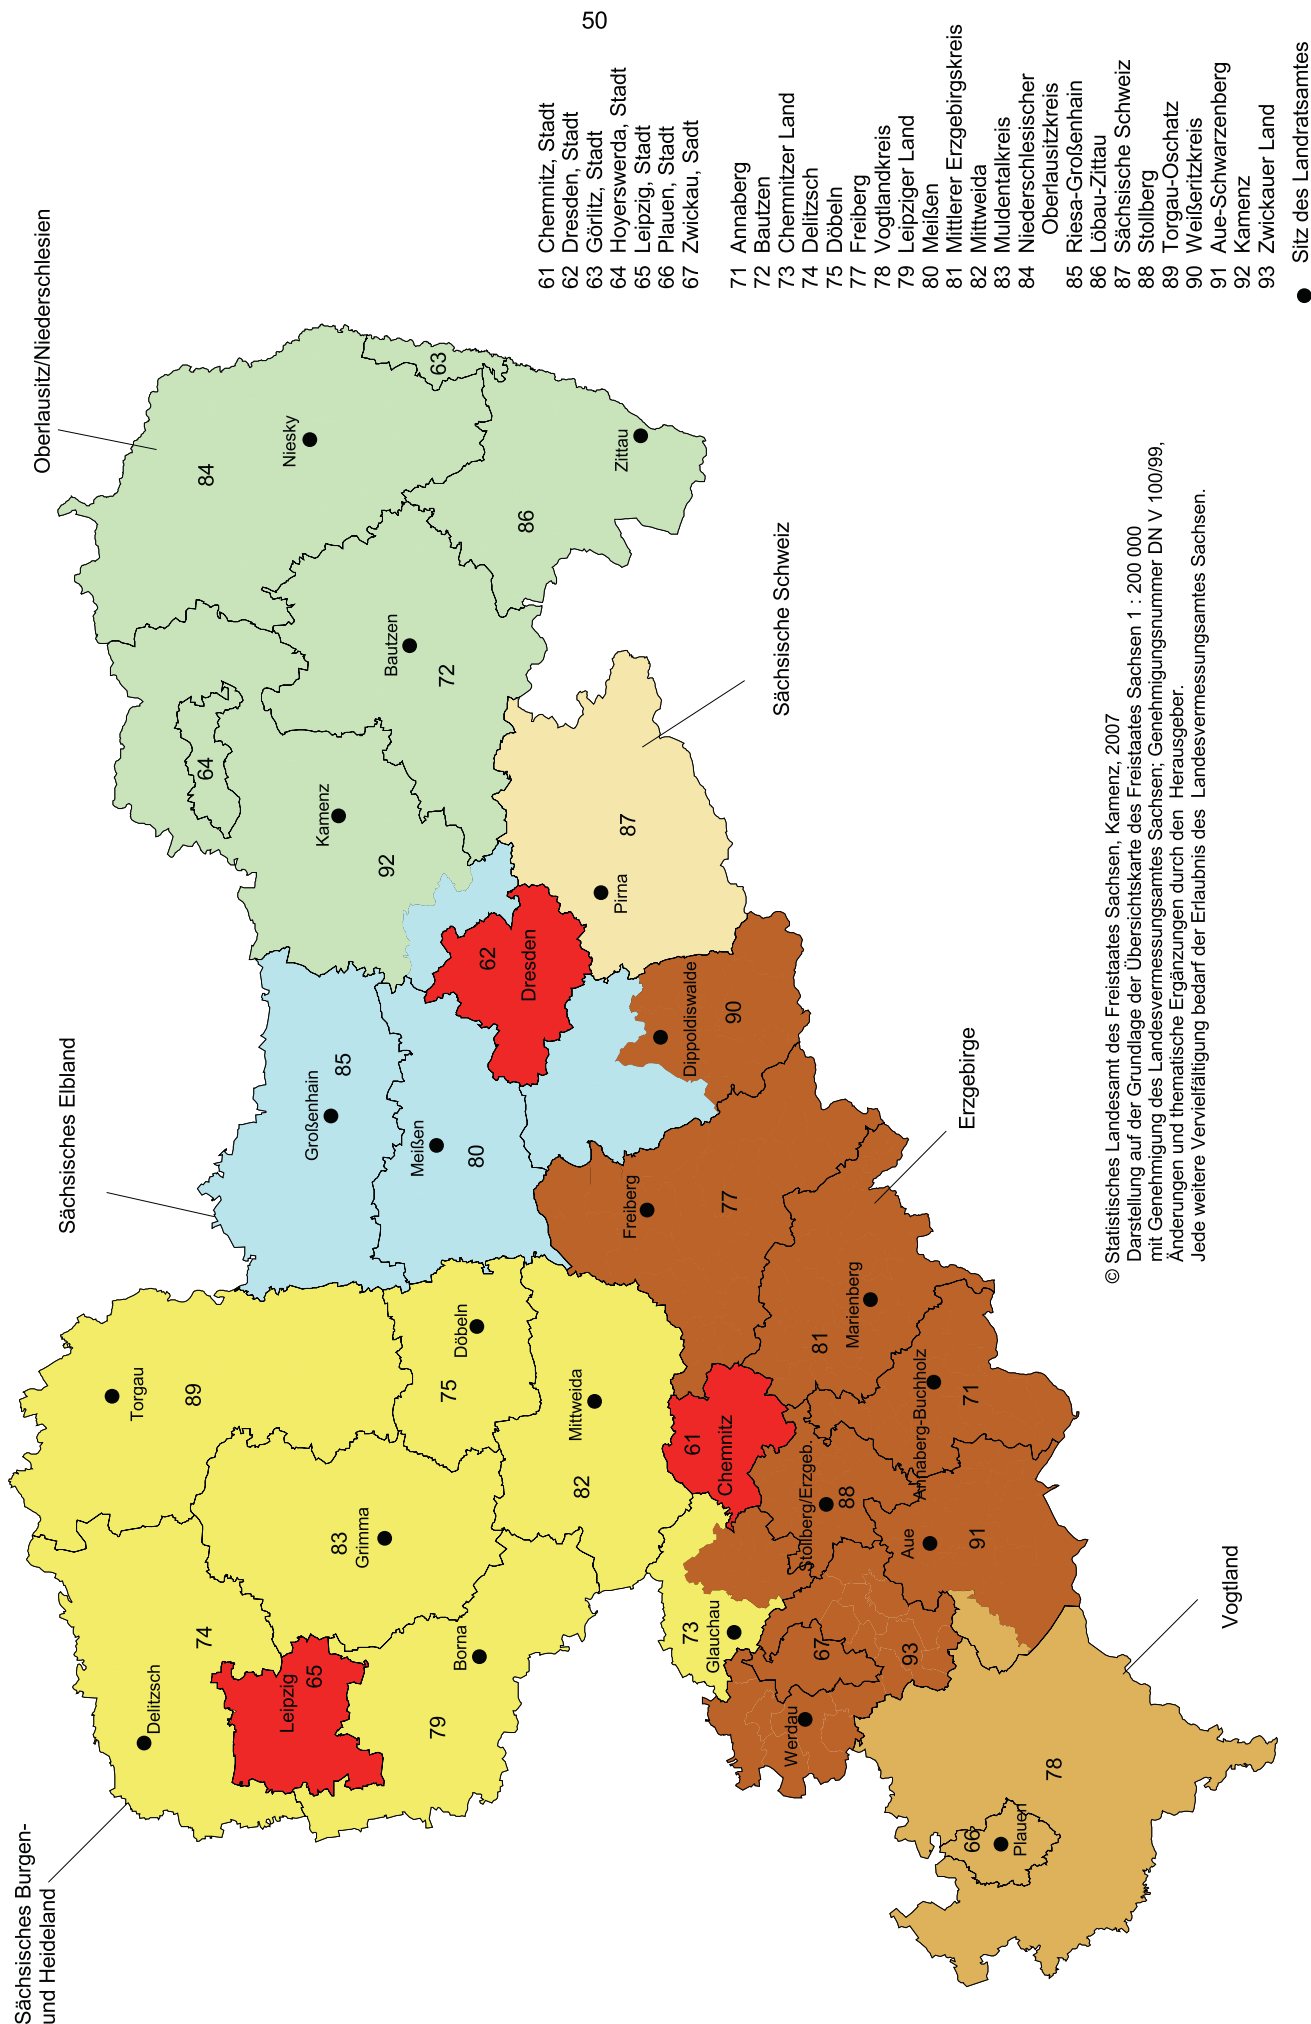 50
Sächsisches Burgen-
und Heideland
Sächsisches Elbland
Oberlausitz/Niederschlesien
Sächsische Schweiz
Erzgebirge
Vogtland
Delitzsch
74
Leipzig
65
79
Borna
83
Grimma
Torgau
89
Döbeln
75
Mittweida
82
73
Glauchau
61
Chemnitz
Großenhain
85
Meißen
80
62
Dresden
Kamenz
92
64
Bautzen
72
84
Niesky
63
86
Zittau
87
Pirna
Dippoldiswalde
90
Freiberg
77
81
Marienberg
Annaberg-Buchholz
71
Stollberg/Erzgeb.
88
Aue
91
67
93
Werdau
78
66
Plauen
61 Chemnitz, Stadt
62 Dresden, Stadt
63 Görlitz, Stadt
64 Hoyerswerda, Stadt
65 Leipzig, Stadt
66 Plauen, Stadt
67 Zwickau, Sadt
71 Annaberg
72 Bautzen
73 Chemnitzer Land
74 Delitzsch
75 Döbeln
77 Freiberg
78 Vogtlandkreis
79 Leipziger Land
80 Meißen
81 Mittlerer Erzgebirgskreis
82 Mittweida
83 Muldentalkreis
84 Niederschlesischer
Oberlausitzkreis
85 Riesa-Großenhain
86 Löbau-Zittau
87 Sächsische Schweiz
88 Stollberg
89 Torgau-Oschatz
90 Weißeritzkreis
91 Aue-Schwarzenberg
92 Kamenz
93 Zwickauer Land
Sitz des Landratsamtes
© Statistisches Landesamt des Freistaates Sachsen, Kamenz, 2007
Darstellung auf der Grundlage der Übersichtskarte des Freistaates Sachsen 1 : 200 000
mit Genehmigung des Landesvermessungsamtes Sachsen; Genehmigungsnummer DN V 100/99,
Änderungen und thematische Ergänzungen durch den Herausgeber.
Jede weitere Vervielfältigung bedarf der Erlaubnis des Landesvermessungsamtes Sachsen.